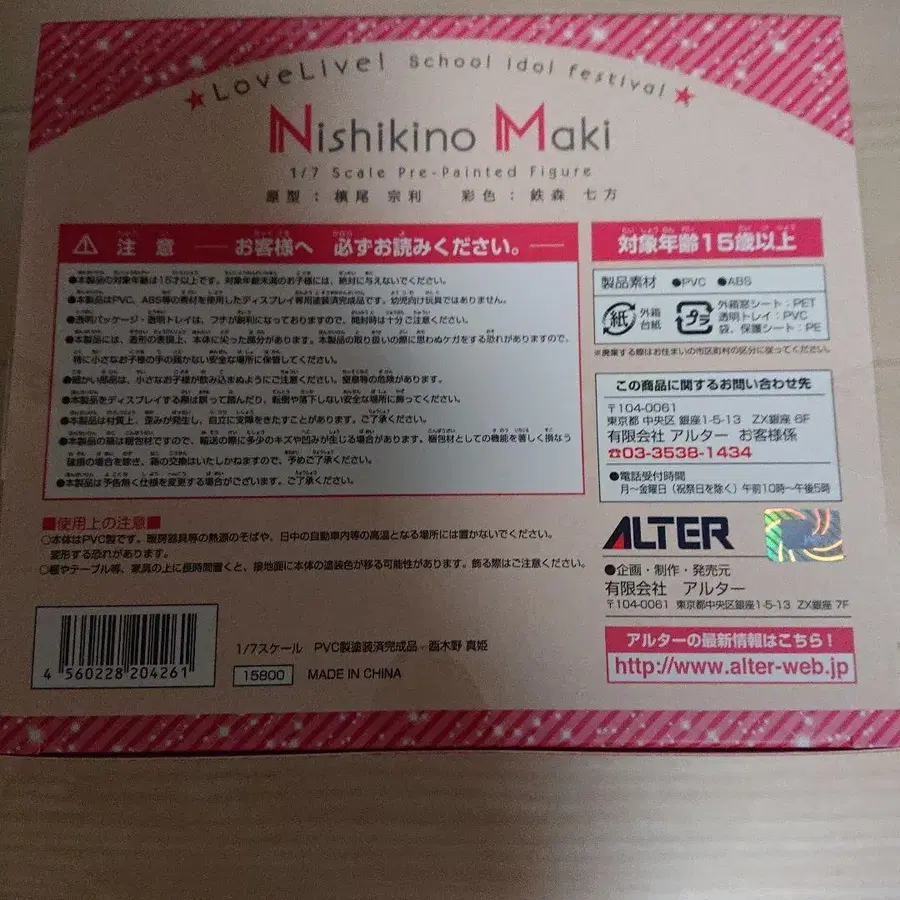 ★LoveLive! School idol festival★
Nishikino Maki
1/7 Scale Pre-Painted Figure
原型：槙尾 宗利 彩色：鉄森 七方
⚠ 注意 ― お客様へ 必ずお読みください。―
●本製品の対象年齢は15才以上です。対象年齢未満のお子様には、絶対に与えないでください。
●本製品はPVC、ABS等の素材を使用したディスプレイ専用塗装済完成品です。幼児向け玩具ではありません。
●透明パッケージ・透明トレイは、フチが鋭利になっておりますので、開封時は十分ご注意ください。
●本製品には、造形の表現上、本体に尖った部分があります。本製品の取り扱いの際に思わぬケガをする恐れがありますので、
特に小さなお子様の手の届かない安全な場所に保管してください。
●細かい部品は、小さなお子様が飲み込まぬようにご注意ください。窒息等の危険があります。
●本製品をディスプレイする際は誤って踏んだり、転倒や落下しない安全な場所に飾ってください。
●本製品は材質上、歪みが発生し、自立に支障をきたすことがあります。ご了承ください。
●本製品の箱は梱包材ですので、輸送の際に多少のキズや凹みが生じる場合があります。梱包材としての機能を著しく損なう
破損の場合を除き、箱の交換はいたしかねますので、予めご了承ください。
●本製品は予告無く仕様を変更する場合がございます。ご了承ください。
■使用上の注意■
○本体はPVC製です。暖房器具等の熱源のそばや、日中の自動車内等の高温となる場所には置かないでください。
変形する恐れがあります。
○棚やテーブル等、家具の上に長時間置くと、接地面に本体の塗装色が移る可能性があります。飾る際はご注意ください。
4 560228 204261
1/7スケール PVC製塗装済完成品 - 西木野 真姫
15800 MADE IN CHINA
対象年齢15歳以上
製品素材 ●PVC ●ABS
紙 外箱
台紙
プラ 外箱窓シート：PET
透明トレイ：PVC
袋、保護シート：PE
※廃棄する際はお住まいの市区町村の区分に従ってください。
この商品に関するお問い合わせ先
〒104-0061
東京都 中央区 銀座1-5-13 ZX銀座 6F
有限会社 アルター お客様係
☎03-3538-1434
●電話受付時間
月～金曜日（祝祭日を除く）午前10時～午後5時
ALTER
●企画・制作・発売元
有限会社 アルター
〒104-0061 東京都中央区銀座1-5-13 ZX銀座 7F
アルターの最新情報はこちら！
http://www.alter-web.jp